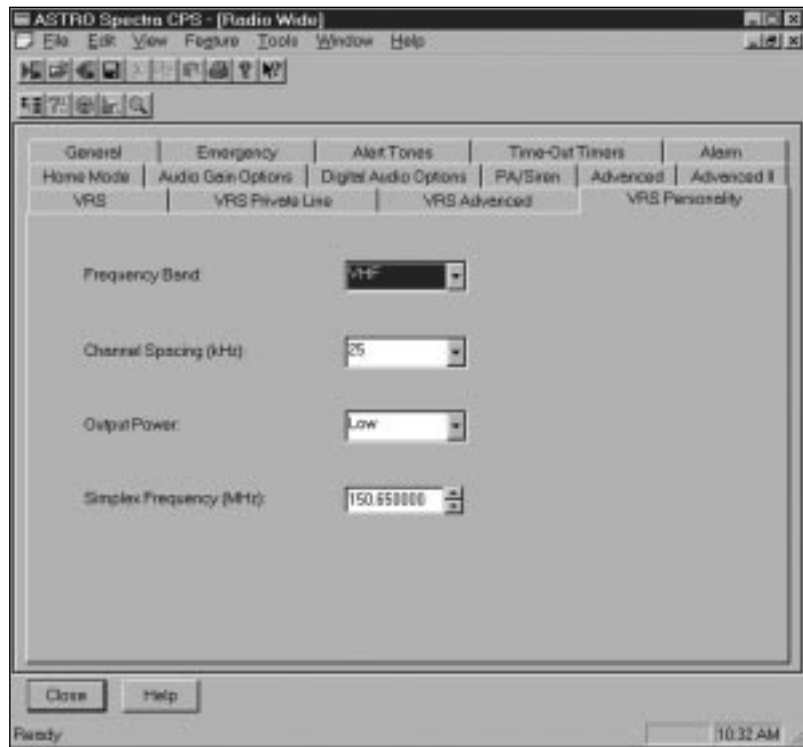 ASTRO Spectra CPS - [Radio Wide]
File Edit View Feature Tools Window Help
General Emergency Alert Tones Time-Out Timers Alarm
Home Mode Audio Gain Options Digital Audio Options PA/Siren Advanced Advanced II
VRS VRS Private Line VRS Advanced VRS Personality
Frequency Band: VHF
Channel Spacing (kHz): 25
Output Power: Low
Simplex Frequency (MHz): 150.650000
Close Help
Ready 10:32 AM